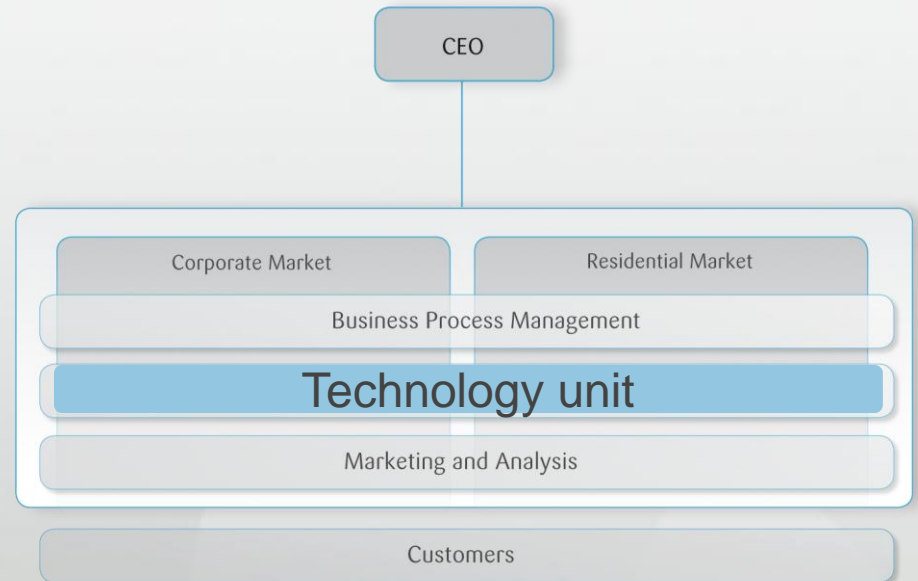 CEO
Corporate Market
Residential Market
Business Process Management
Technology unit
Marketing and Analysis
Customers